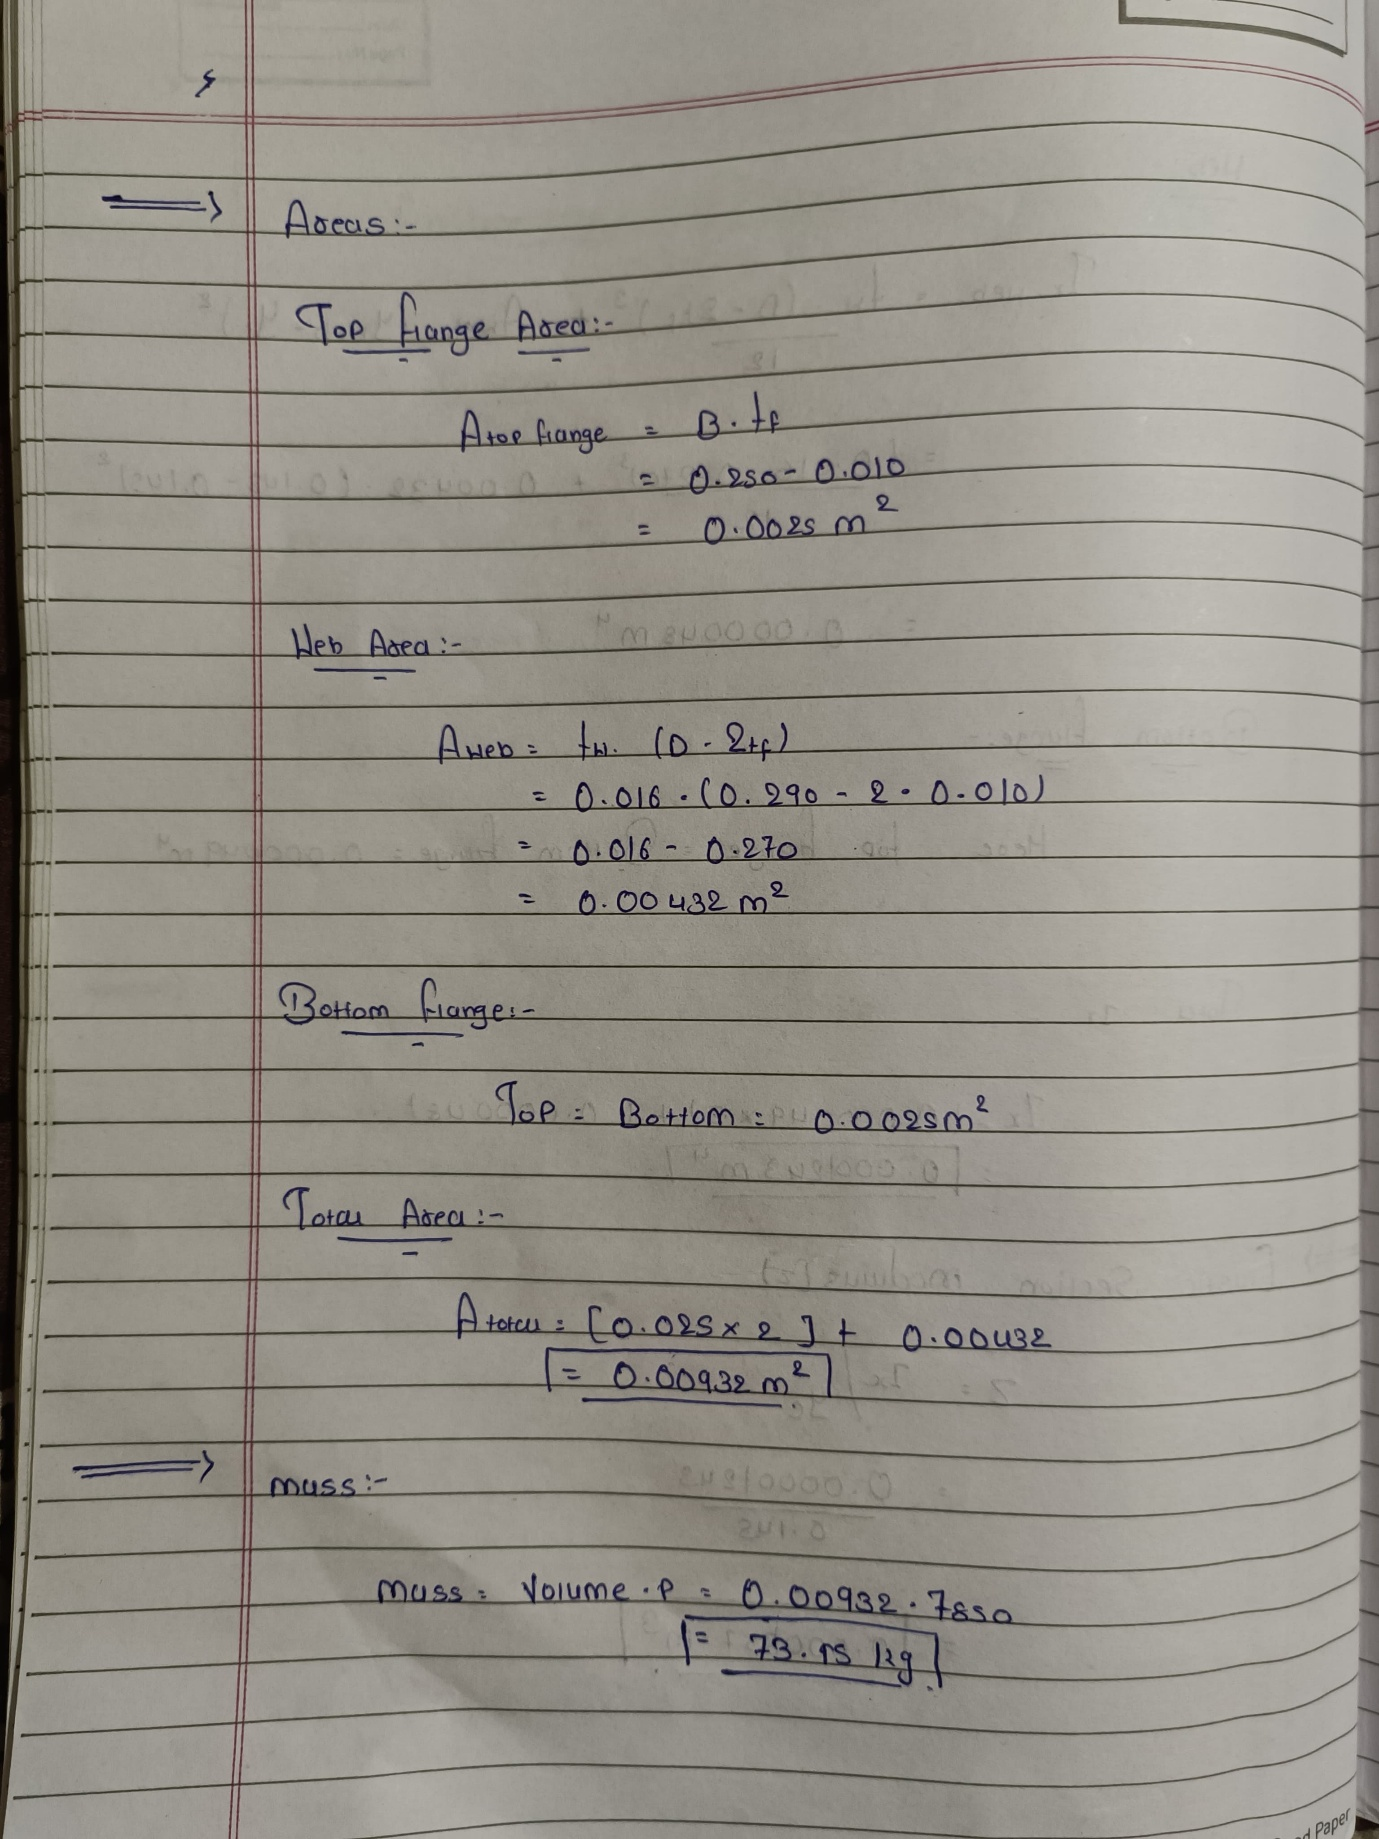 Areas :-
Top flange Area :-
A top flange = B . tf
= 0.250 - 0.010
= 0.0025 m²
Web Area :-
Aweb = tw. (D - 2tf)
= 0.016 . (0.290 - 2 . 0.010)
= 0.016 - 0.270
= 0.00432 m²
Bottom flange :-
Top = Bottom = 0.0025m²
Total Area :-
A total = [0.025 x 2] + 0.00432
= 0.00932 m²
mass :-
mass = Volume . ρ = 0.00932 . 7850
= 73.15 kg
Paper